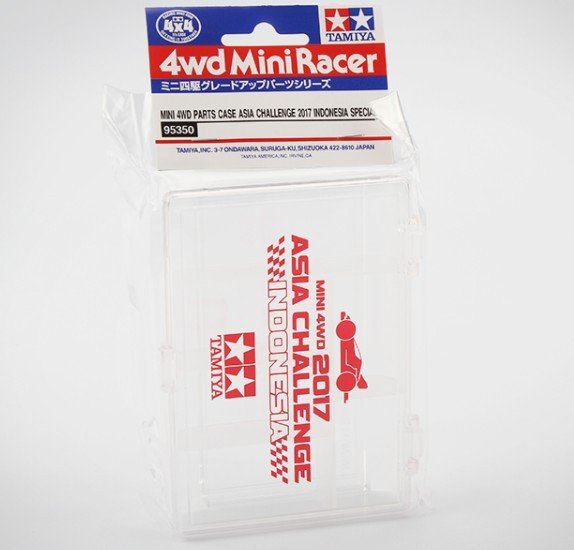 4x4
TAMIYA
4wd Mini Racer
ミニ四駆グレードアップパーツシリーズ
MINI 4WD PARTS CASE ASIA CHALLENGE 2017 INDONESIA SPECIAL
95350
TAMIYA, INC. 3-7 ONDAWARA, SURUGA-KU, SHIZUOKA 422-8610 JAPAN
TAMIYA AMERICA, INC. IRVINE, CA
MINI 4WD 2017
ASIA CHALLENGE
INDONESIA
TAMIYA